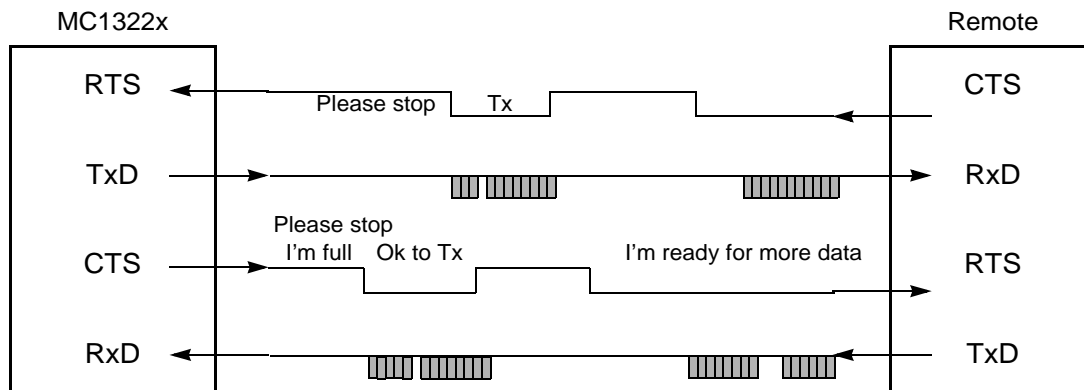 MC1322x
Remote
RTS
Please stop
Tx
CTS
TxD
RxD
Please stop
I'm full
Ok to Tx
I'm ready for more data
CTS
RTS
RxD
TxD